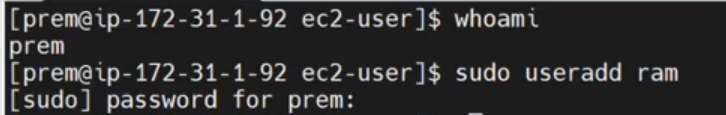 [prem@ip-172-31-1-92 ec2-user]$ whoami
prem
[prem@ip-172-31-1-92 ec2-user]$ sudo useradd ram
[sudo] password for prem: